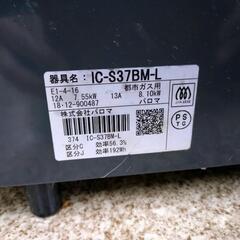 器具名: IC-S37BM-L
E1-4-16 都市ガス用
12A 7.55kW 13A 8.10kW
18・12-900487 パロマ
株式会社パロマ
374 IC-S37BM-L
区分C 効率56.3%
区分J 効率192Wh
PS
TG